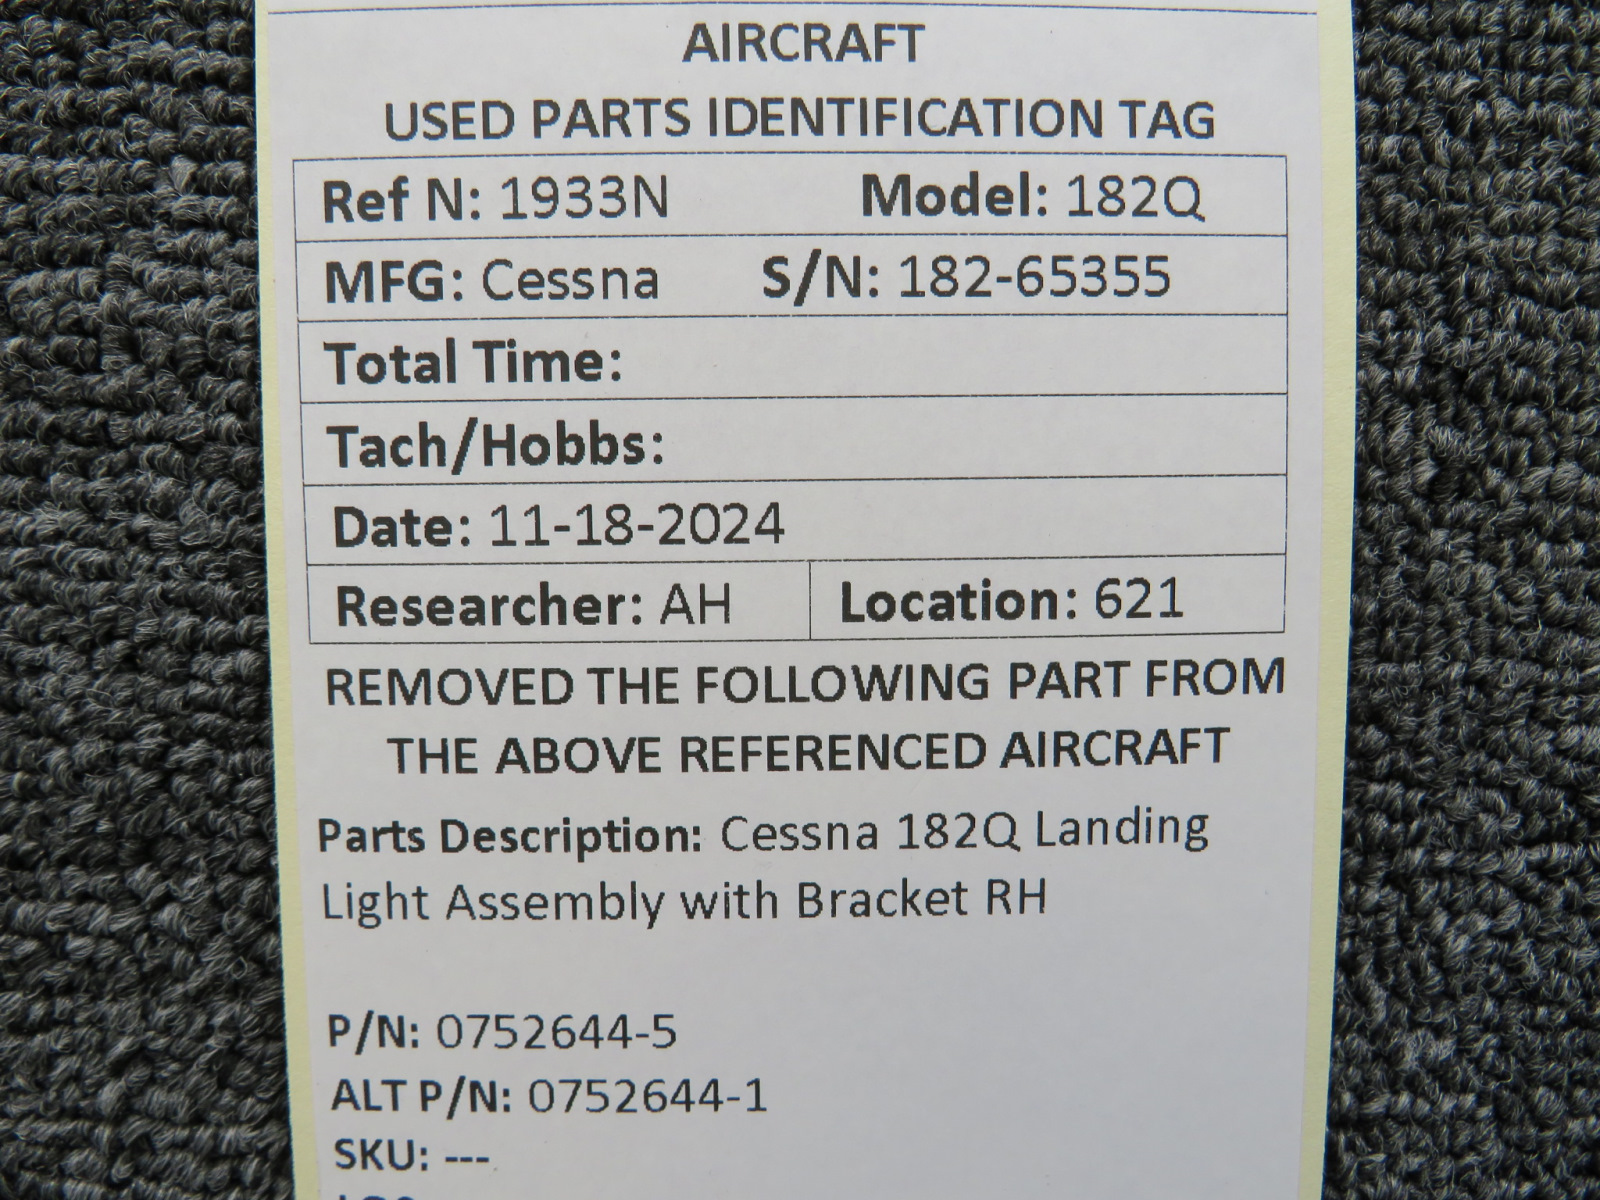 AIRCRAFT
USED PARTS IDENTIFICATION TAG
Ref N: 1933N Model: 182Q
MFG: Cessna S/N: 182-65355
Total Time:
Tach/Hobbs:
Date: 11-18-2024
Researcher: AH Location: 621
REMOVED THE FOLLOWING PART FROM
THE ABOVE REFERENCED AIRCRAFT
Parts Description: Cessna 182Q Landing
Light Assembly with Bracket RH
P/N: 0752644-5
ALT P/N: 0752644-1
SKU: ---